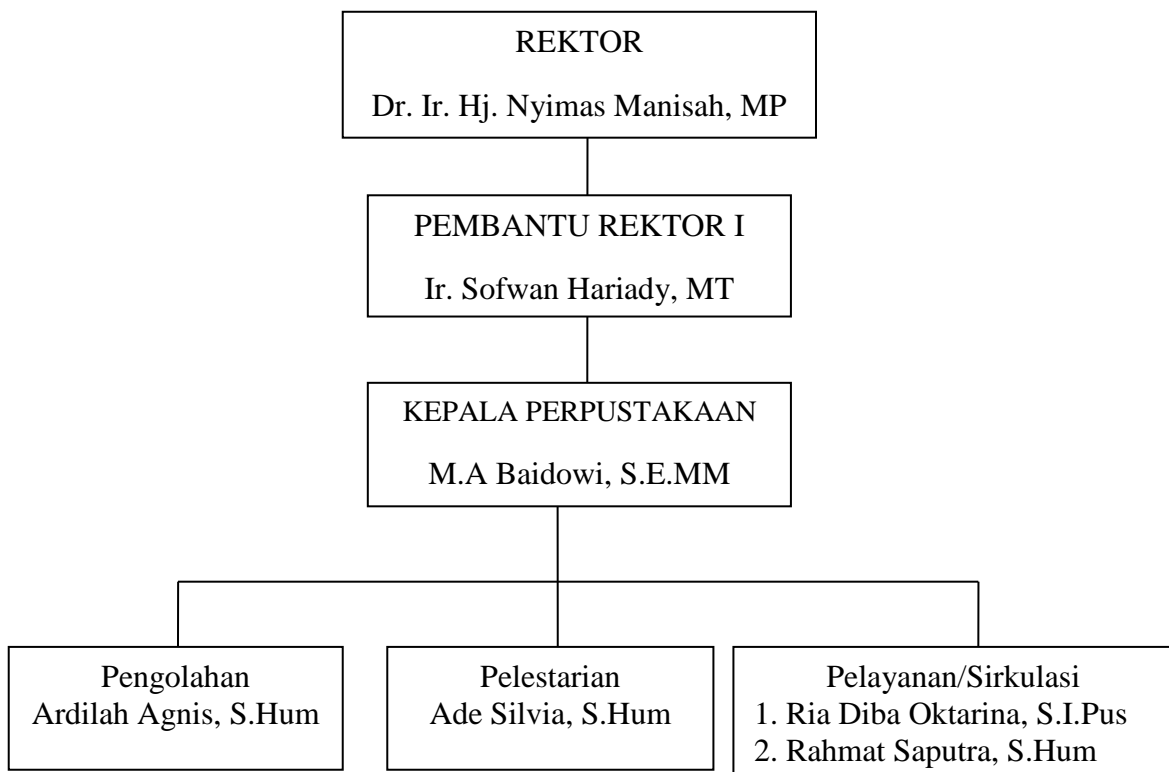 REKTOR
Dr. Ir. Hj. Nyimas Manisah, MP
PEMBANTU REKTOR I
Ir. Sofwan Hariady, MT
KEPALA PERPUSTAKAAN
M.A Baidowi, S.E.MM
Pengolahan
Ardilah Agnis, S.Hum
Pelestarian
Ade Silvia, S.Hum
Pelayanan/Sirkulasi
1. Ria Diba Oktarina, S.I.Pus
2. Rahmat Saputra, S.Hum